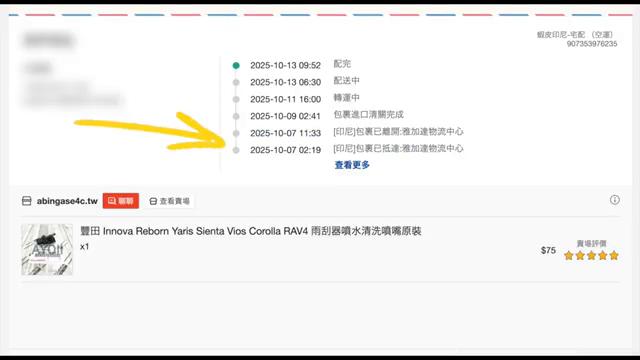 蝦皮印尼-宅配 （空運）
907353976235
2025-10-13 09:52 配完
2025-10-13 06:30 配送中
2025-10-11 16:00 轉運中
2025-10-09 02:41 包裹進口清關完成
2025-10-07 11:33 [印尼]包裹已離開:雅加達物流中心
2025-10-07 02:19 [印尼]包裹已抵達:雅加達物流中心
查看更多
abingase4c.tw 聊聊 查看賣場
豐田 Innova Reborn Yaris Sienta Vios Corolla RAV4 雨刮器噴水清洗噴嘴原裝
x1
$75
賣場評價